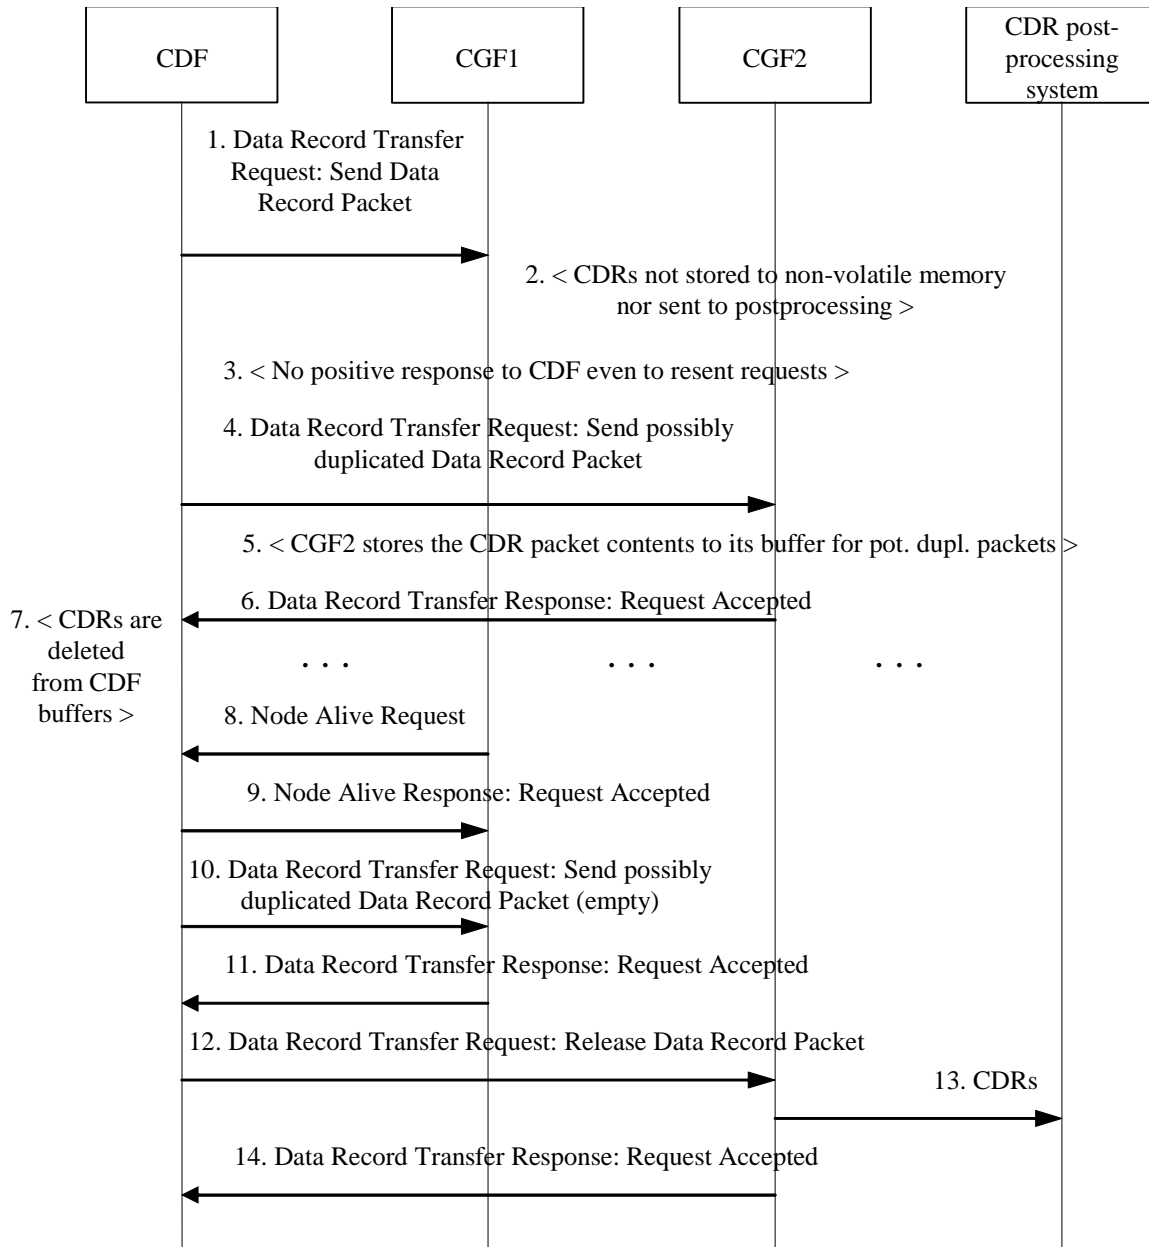 CDF
CGF1
CGF2
CDR post-
processing
system
1. Data Record Transfer
Request: Send Data
Record Packet
2. < CDRs not stored to non-volatile memory
nor sent to postprocessing >
3. < No positive response to CDF even to resent requests >
4. Data Record Transfer Request: Send possibly
duplicated Data Record Packet
5. < CGF2 stores the CDR packet contents to its buffer for pot. dupl. packets >
6. Data Record Transfer Response: Request Accepted
7. < CDRs are
deleted
from CDF
buffers >
. . .
. . .
. . .
8. Node Alive Request
9. Node Alive Response: Request Accepted
10. Data Record Transfer Request: Send possibly
duplicated Data Record Packet (empty)
11. Data Record Transfer Response: Request Accepted
12. Data Record Transfer Request: Release Data Record Packet
13. CDRs
14. Data Record Transfer Response: Request Accepted